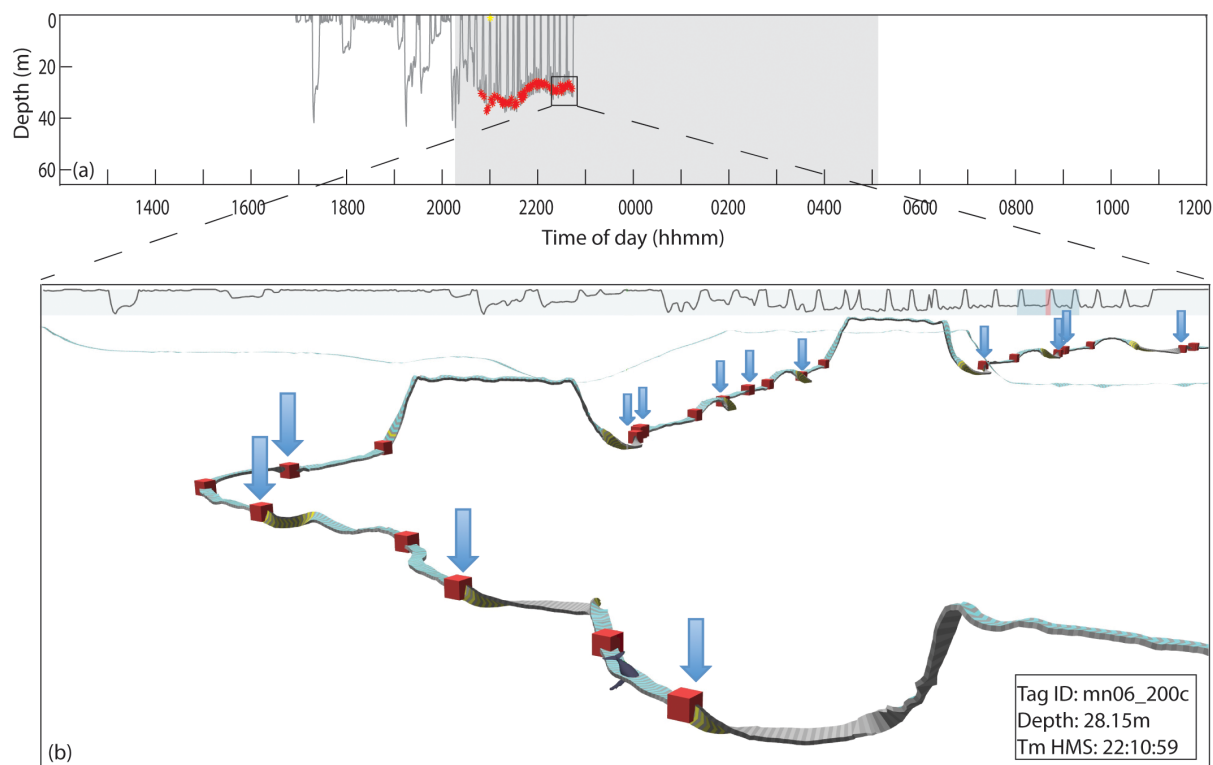 0
20
40
60
Depth (m)
(a)
1400 1600 1800 2000 2200 0000 0200 0400 0600 0800 1000 1200
Time of day (hhmm)
Tag ID: mn06_200c
Depth: 28.15m
Tm HMS: 22:10:59
(b)